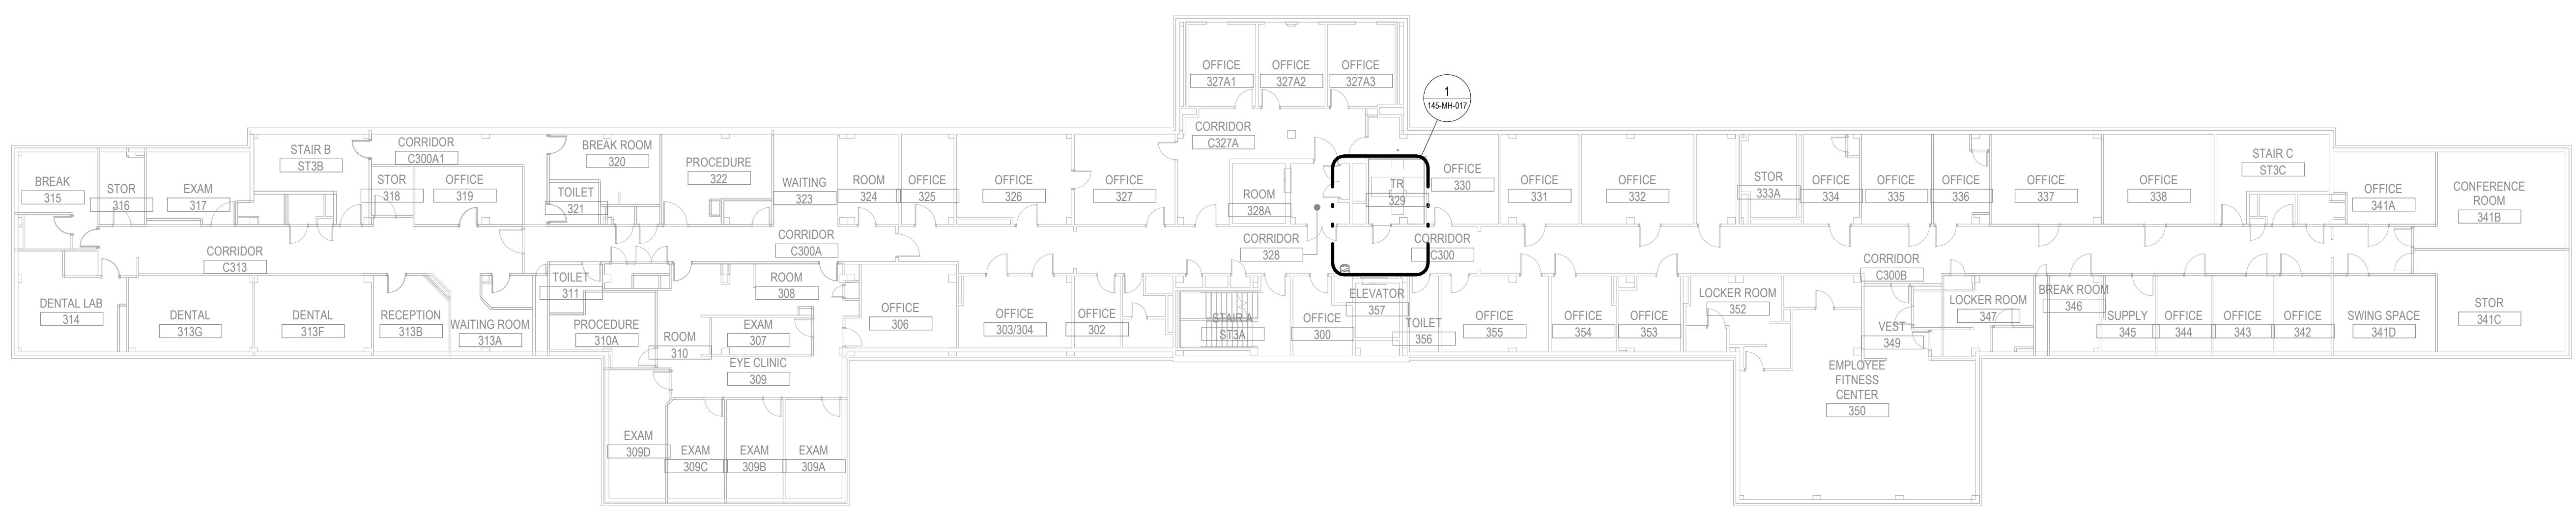 OFFICE
327A1
OFFICE
327A2
OFFICE
327A3
1
145-MH-017
CORRIDOR
C327A
STAIR B
ST3B
CORRIDOR
C300A1
BREAK ROOM
320
PROCEDURE
322
BREAK
315
STOR
316
EXAM
317
STOR
318
OFFICE
319
TOILET
321
WAITING
323
ROOM
324
OFFICE
325
OFFICE
326
OFFICE
327
ROOM
328A
TR
329
OFFICE
330
OFFICE
331
OFFICE
332
STOR
333A
OFFICE
334
OFFICE
335
OFFICE
336
OFFICE
337
OFFICE
338
STAIR C
ST3C
OFFICE
341A
CONFERENCE
ROOM
341B
CORRIDOR
C313
CORRIDOR
C300A
CORRIDOR
328
CORRIDOR
C300
CORRIDOR
C300B
DENTAL LAB
314
DENTAL
313G
DENTAL
313F
RECEPTION
313B
WAITING ROOM
313A
TOILET
311
PROCEDURE
310A
ROOM
310
ROOM
308
EXAM
307
EYE CLINIC
309
OFFICE
306
OFFICE
303/304
OFFICE
302
STAIR A
ST3A
OFFICE
300
ELEVATOR
357
TOILET
356
OFFICE
355
OFFICE
354
OFFICE
353
LOCKER ROOM
352
VEST
349
LOCKER ROOM
347
BREAK ROOM
346
SUPPLY
345
OFFICE
344
OFFICE
343
OFFICE
342
SWING SPACE
341D
STOR
341C
EMPLOYEE
FITNESS
CENTER
350
EXAM
309D
EXAM
309C
EXAM
309B
EXAM
309A